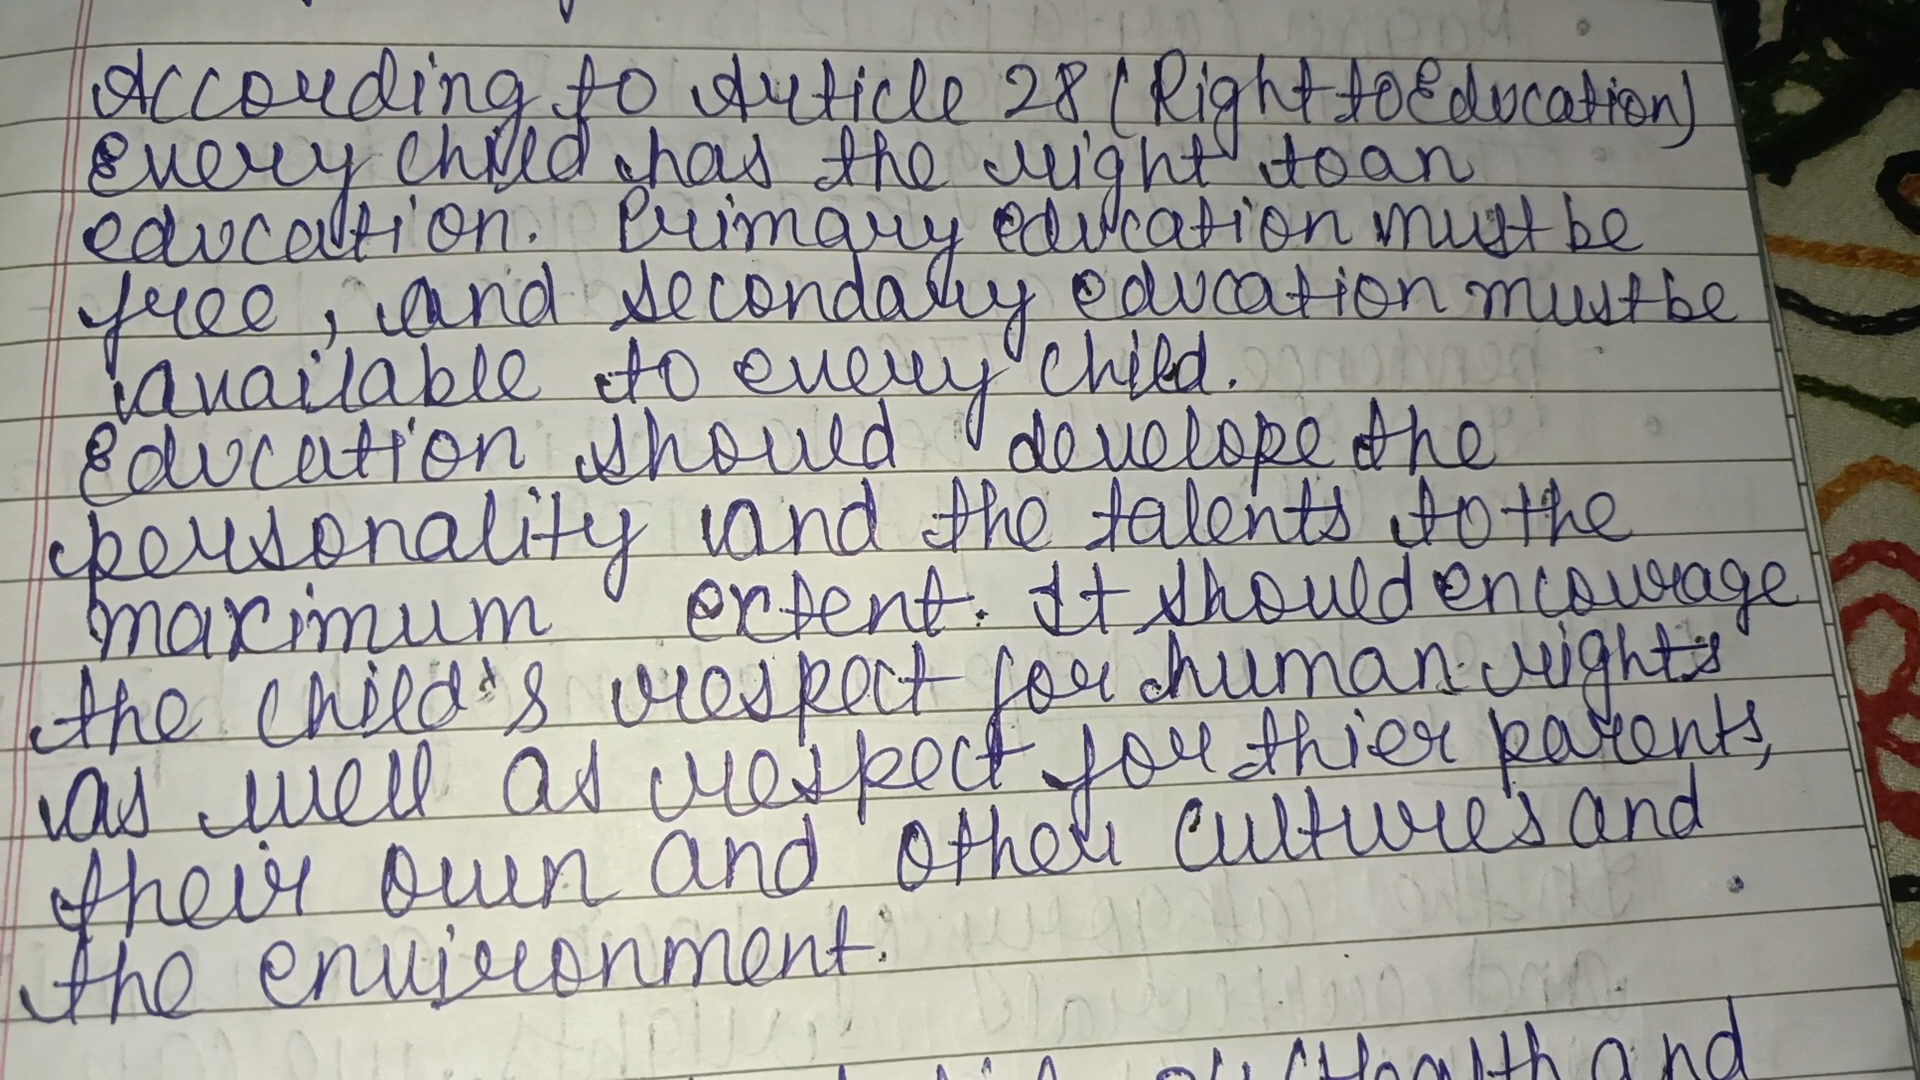 According to Article 28 (Right to Education)
Every child has the right to an
education. Primary education must be
free, and secondary education must be
available to every child.
Education should develope the
personality and the talents to the
maximum extent. It should encourage
the child's respect for human rights
as well as respect for thier parents,
their own and other cultures and
the environment.
Health and